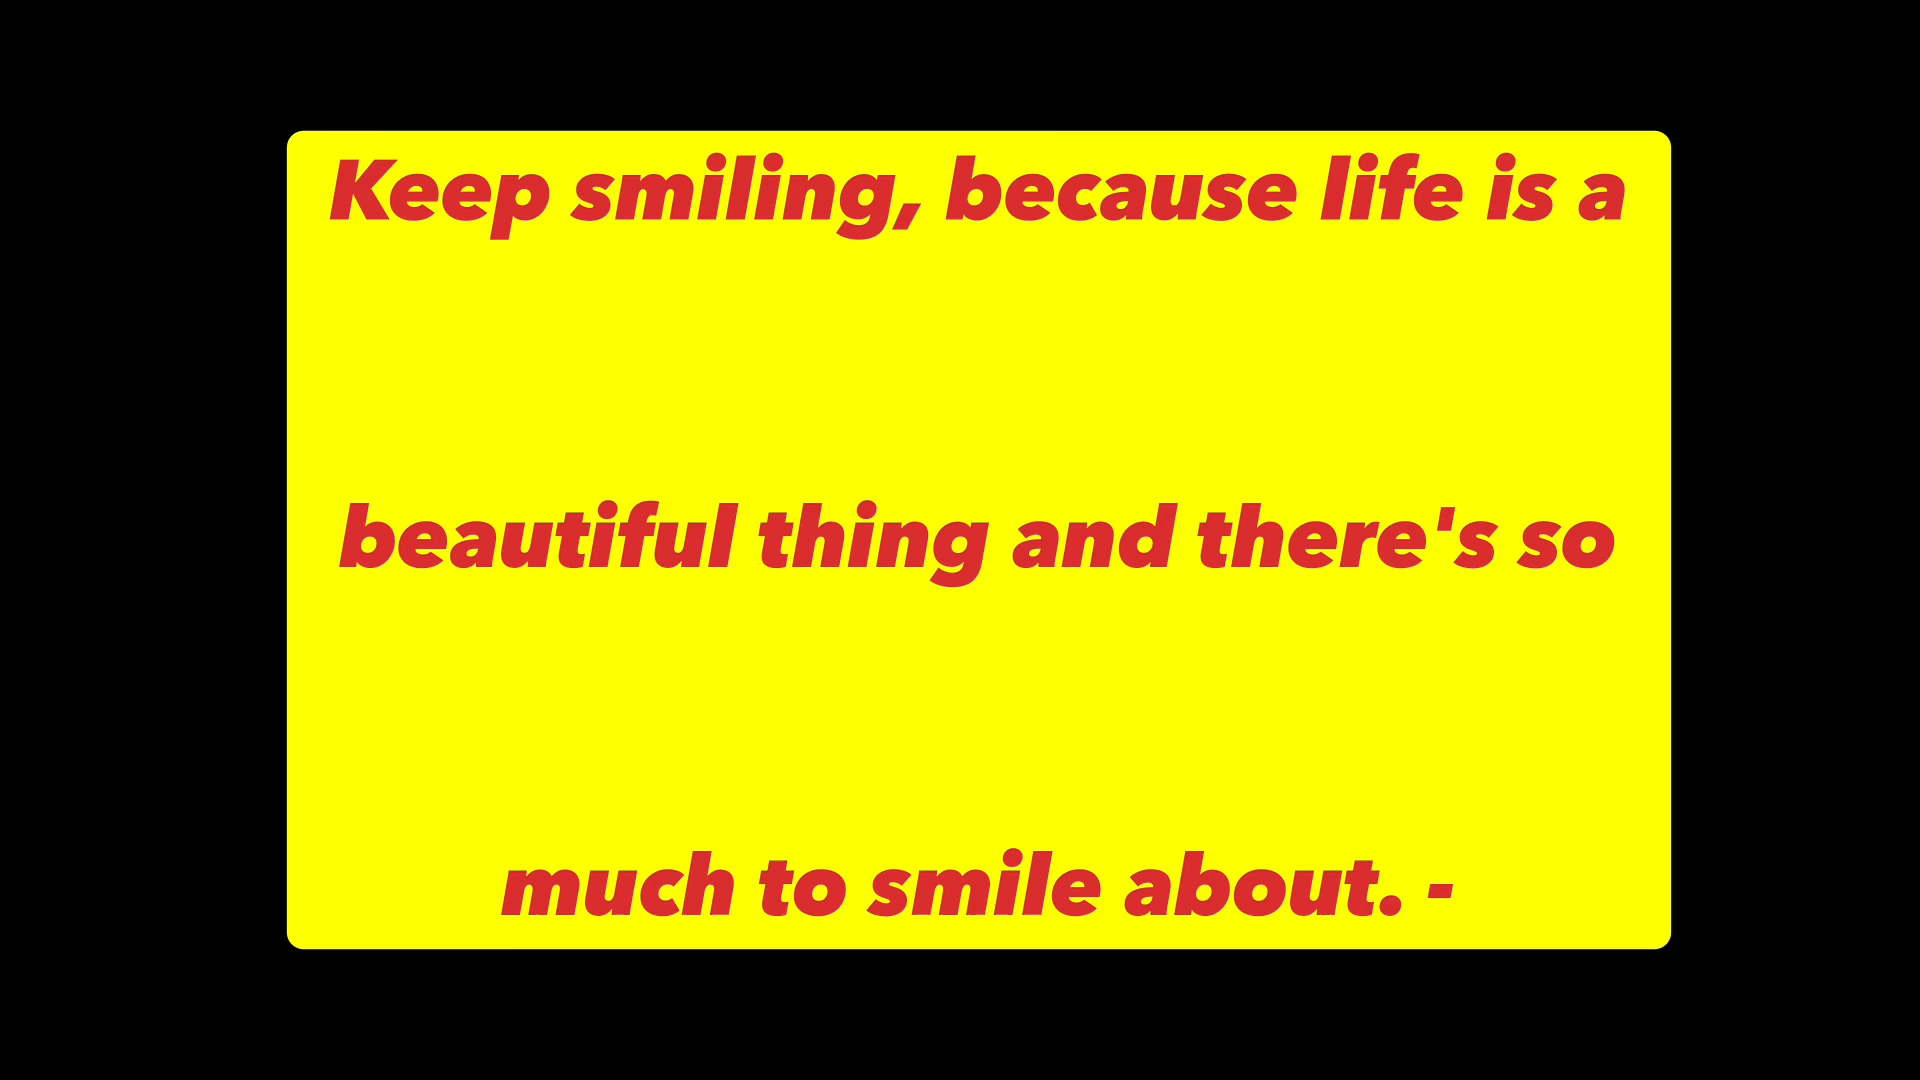 Keep smiling, because life is a
beautiful thing and there's so
much to smile about. -